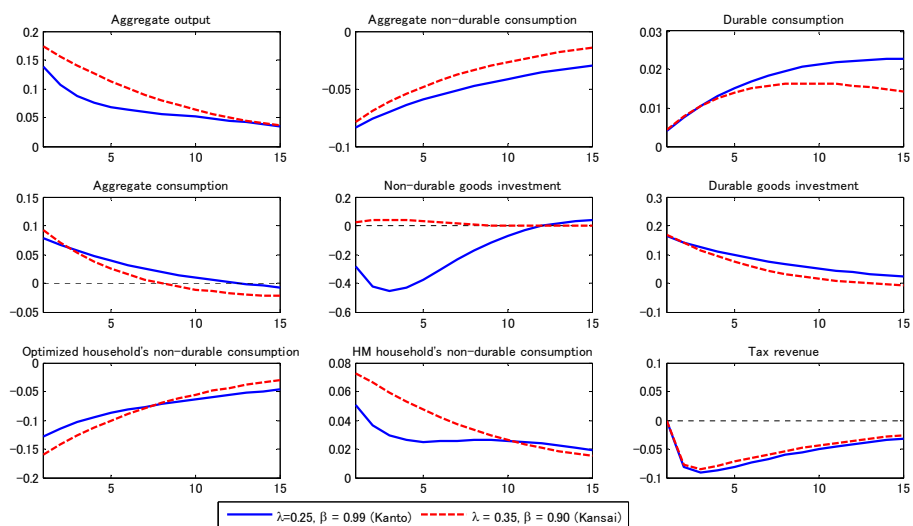 Aggregate output
Aggregate non-durable consumption
Durable consumption
0.2
0.15
0.1
0.05
0
5 10 15
0
-0.05
-0.1
5 10 15
0.03
0.02
0.01
0
5 10 15
Aggregate consumption
Non-durable goods investment
Durable goods investment
0.15
0.1
0.05
0
-0.05
5 10 15
0.2
0
-0.2
-0.4
-0.6
5 10 15
0.3
0.2
0.1
0
-0.1
5 10 15
Optimized household's non-durable consumption
HM household's non-durable consumption
Tax revenue
0
-0.05
-0.1
-0.15
-0.2
5 10 15
0.08
0.06
0.04
0.02
0
5 10 15
0.1
0.05
0
-0.05
-0.1
5 10 15
λ=0.25, β = 0.99 (Kanto)
λ = 0.35, β = 0.90 (Kansai)